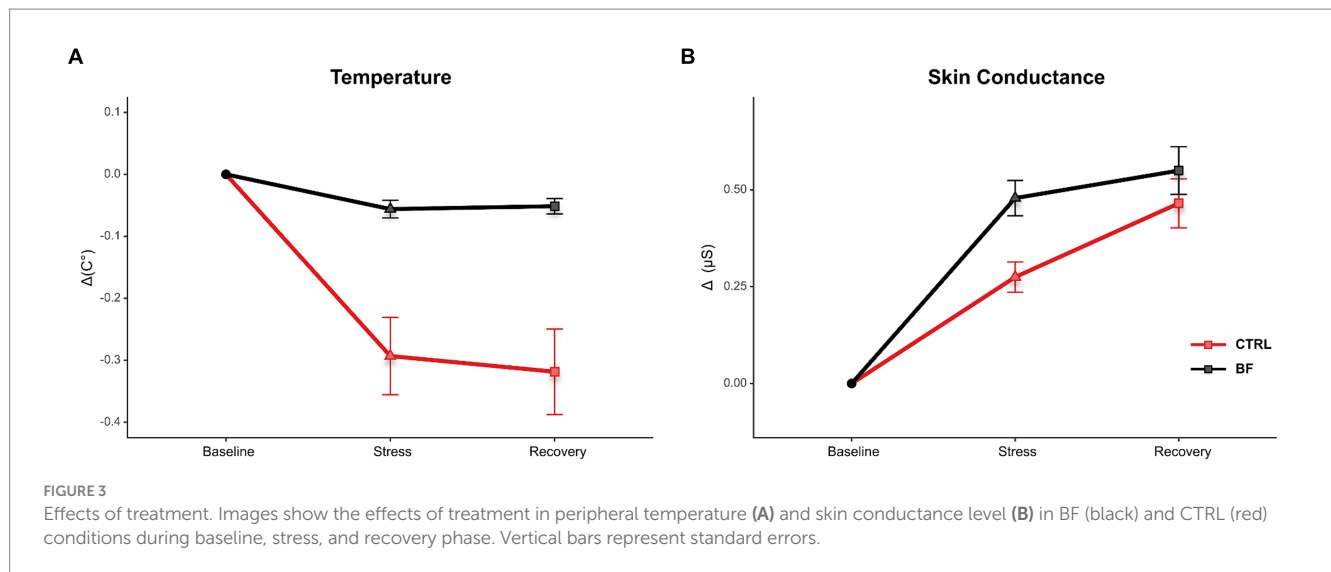 A
Temperature
0.1
0.0
-0.1
-0.2
-0.3
-0.4
Δ(C°)
Baseline
Stress
Recovery
B
Skin Conductance
0.50
0.25
0.00
Δ (µS)
CTRL
BF
Baseline
Stress
Recovery
FIGURE 3
Effects of treatment. Images show the effects of treatment in peripheral temperature (A) and skin conductance level (B) in BF (black) and CTRL (red)
conditions during baseline, stress, and recovery phase. Vertical bars represent standard errors.